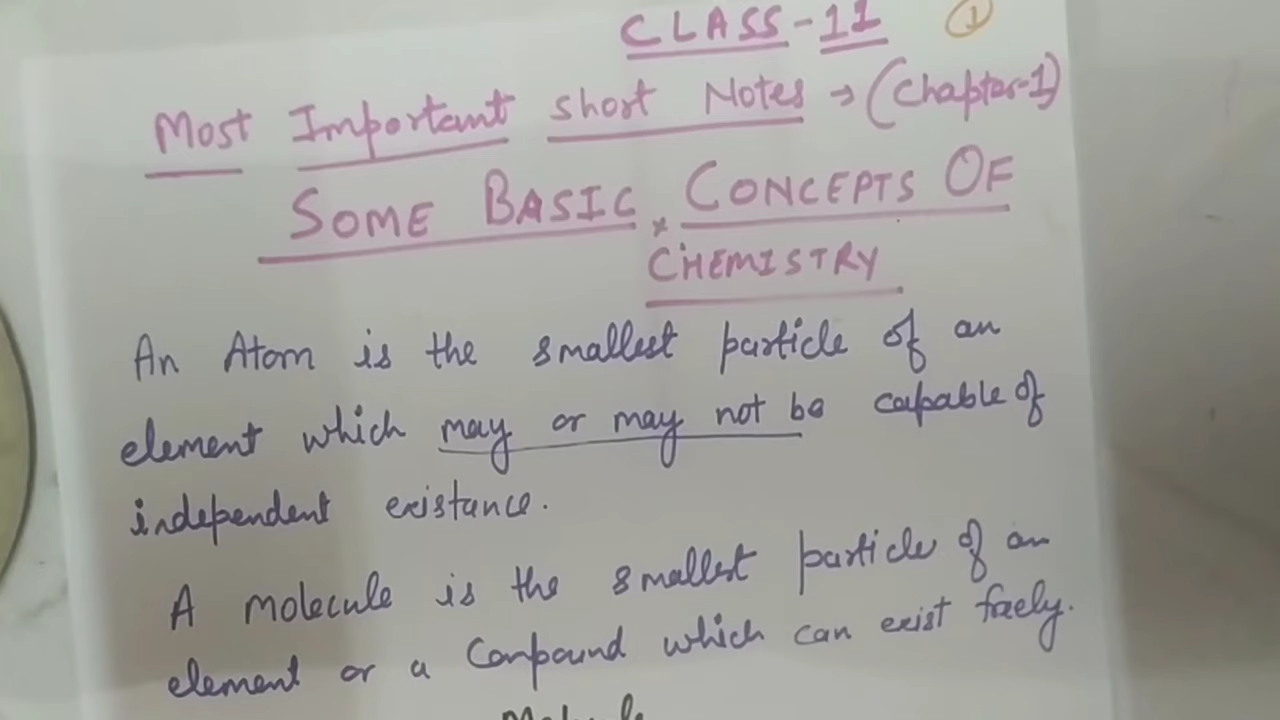 CLASS-11 1
Most Important short Notes → (Chapter-1)
SOME BASIC CONCEPTS OF
CHEMISTRY
An Atom is the smallest particle of an
element which may or may not be capable of
independent existance.
A molecule is the smallest particle of an
element or a Compound which can exist freely.